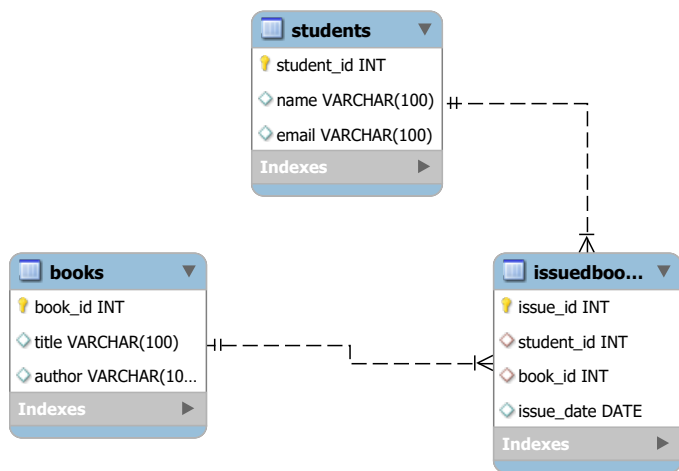 students
student_id INT
name VARCHAR(100)
email VARCHAR(100)
Indexes
books
book_id INT
title VARCHAR(100)
author VARCHAR(10...
Indexes
issuedboo...
issue_id INT
student_id INT
book_id INT
issue_date DATE
Indexes